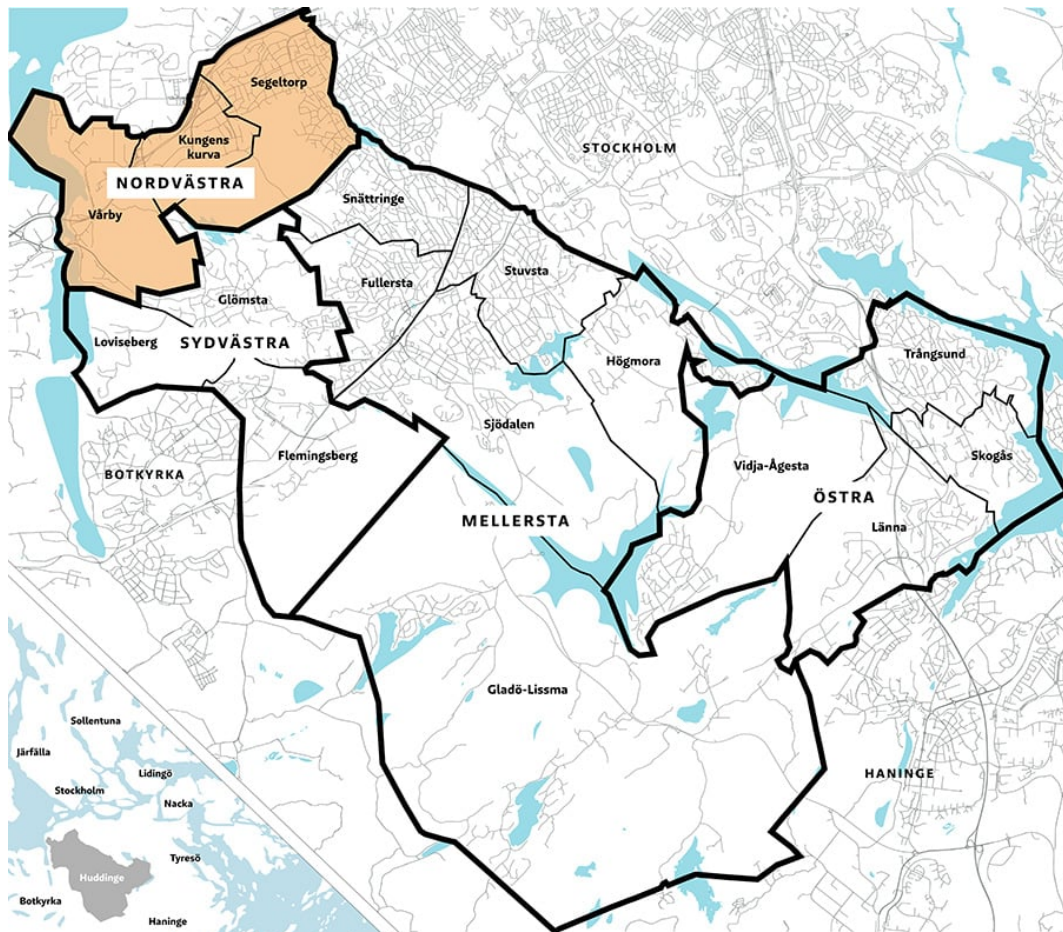 Segeltorp
Kungens
kurva
STOCKHOLM
NORDVÄSTRA
Snättringe
Vårby
Stuvsta
Fullersta
Glömsta
Loviseberg
SYDVÄSTRA
Högmora
Trångsund
Sjödalen
Flemingsberg
BOTKYRKA
Vidja-Ågesta
Skogås
ÖSTRA
MELLERSTA
Länna
Gladö-Lissma
HANINGE
Sollentuna
Järfälla
Lidingö
Stockholm
Nacka
Tyresö
Huddinge
Botkyrka
Haninge